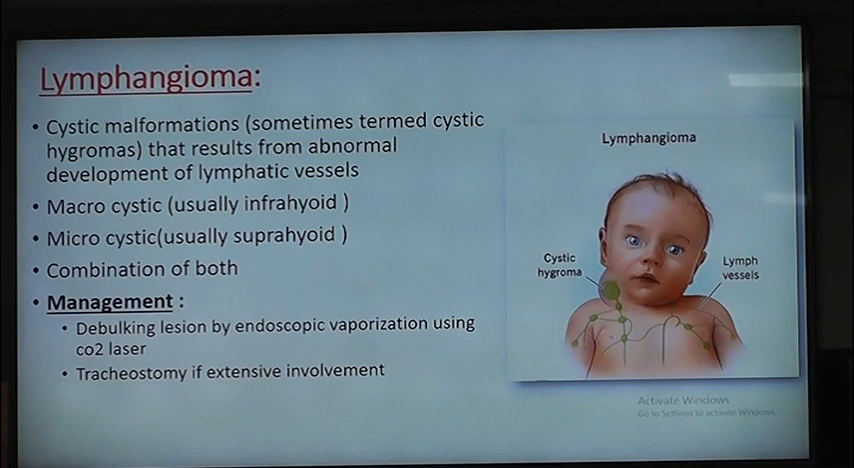 Lymphangioma:
• Cystic malformations (sometimes termed cystic
hygromas) that results from abnormal
development of lymphatic vessels
• Macro cystic (usually infrahyoid )
• Micro cystic(usually suprahyoid )
• Combination of both
• Management :
• Debulking lesion by endoscopic vaporization using
co2 laser
• Tracheostomy if extensive involvement
Lymphangioma
Cystic
hygroma
Lymph
vessels
Activate Windows
Go to Settings to activate Windows.